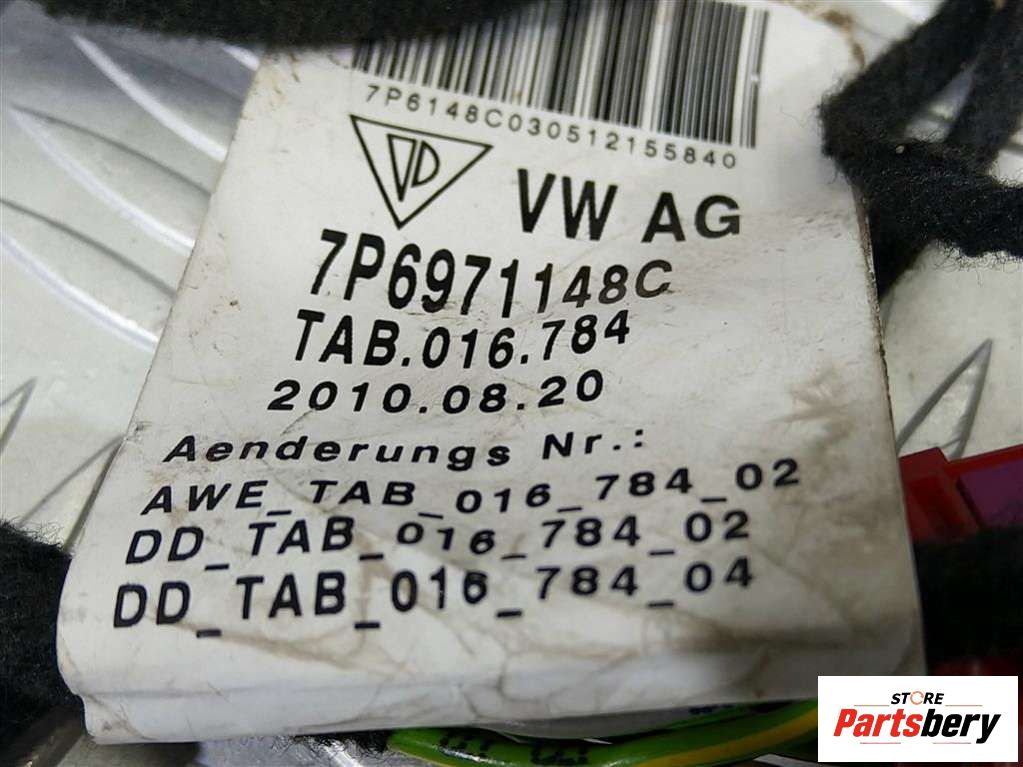 7P6148C030512155840
VW AG
7P6971148C
TAB.016.784
2010.08.20
Aenderungs Nr.:
AWE_TAB_016_784_02
DD_TAB_016_784_02
DD_TAB_016_784_04
STORE
Partsbery